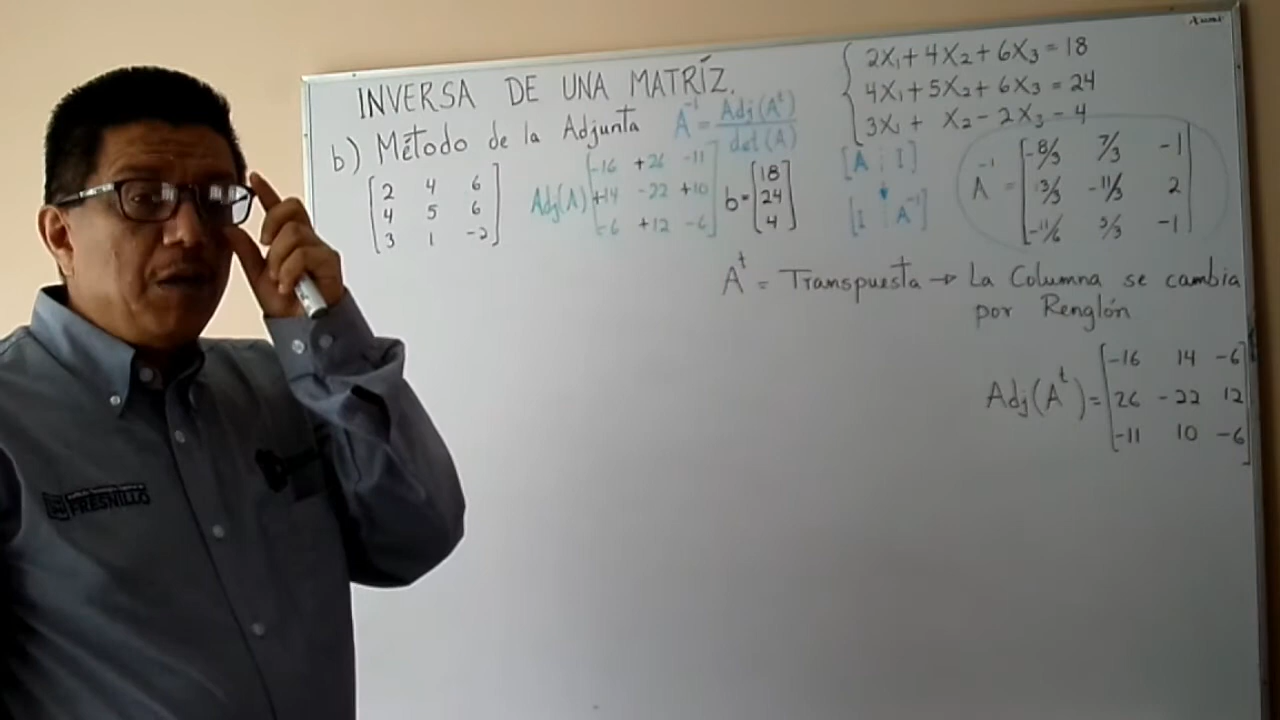 INVERSA DE UNA MATRÍZ.
b) Método de la Adjunta
A⁻¹ = Adj(Aᵗ) / det(A)
2 4 6
4 5 6
3 1 -2
Adj(A)
-16 +26 -11
+14 -22 +10
-6 +12 -6
b=
18
24
4
2X₁ + 4X₂ + 6X₃ = 18
4X₁ + 5X₂ + 6X₃ = 24
3X₁ + X₂ - 2X₃ - 4
[A ⋮ I]
[I ⋮ A⁻¹]
A⁻¹ =
-8/3 7/3 -1
13/3 -11/3 2
-11/6 5/3 -1
Aᵗ = Transpuesta → La Columna se cambia
por Renglón
Adj(Aᵗ) =
-16 14 -6
26 -22 12
-11 10 -6
FRESNILLO